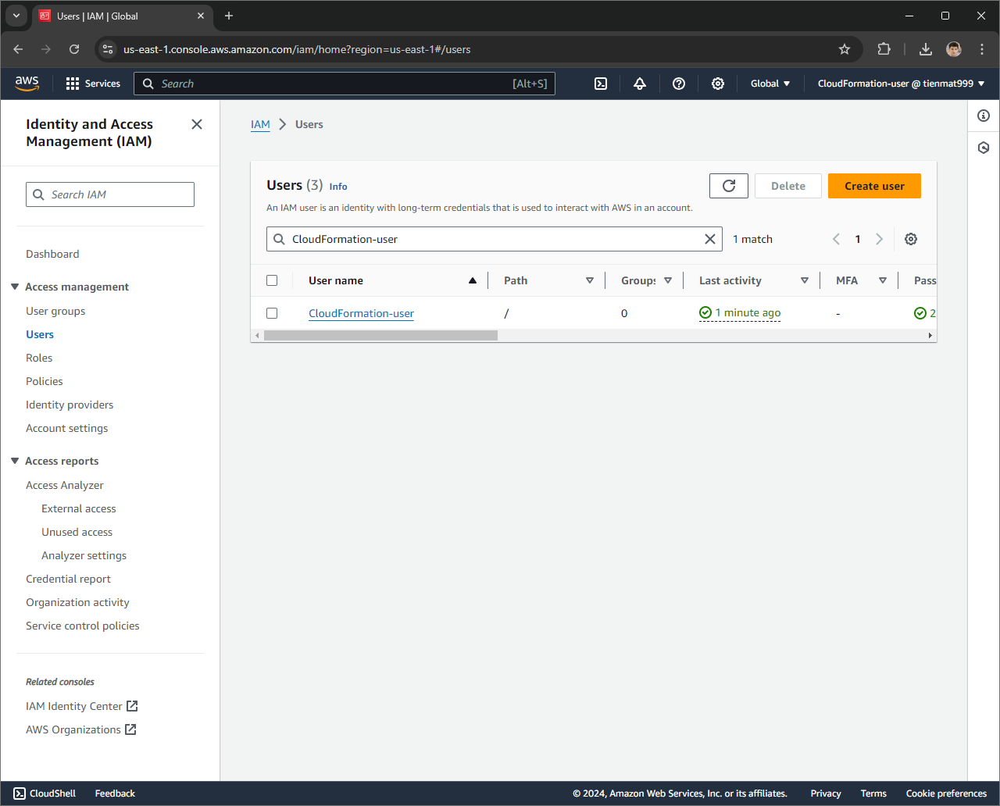 Users | IAM | Global
us-east-1.console.aws.amazon.com/iam/home?region=us-east-1#/users
aws
Services
Search
[Alt+S]
Global
CloudFormation-user @ tienmat999
Identity and Access
Management (IAM)
Search IAM
Dashboard
Access management
User groups
Users
Roles
Policies
Identity providers
Account settings
Access reports
Access Analyzer
External access
Unused access
Analyzer settings
Credential report
Organization activity
Service control policies
Related consoles
IAM Identity Center
AWS Organizations
IAM > Users
Users (3) Info
Delete
Create user
An IAM user is an identity with long-term credentials that is used to interact with AWS in an account.
CloudFormation-user
1 match
1
User name
Path
Groups
Last activity
MFA
Pass
CloudFormation-user
/
0
1 minute ago
-
2
CloudShell
Feedback
© 2024, Amazon Web Services, Inc. or its affiliates.
Privacy
Terms
Cookie preferences